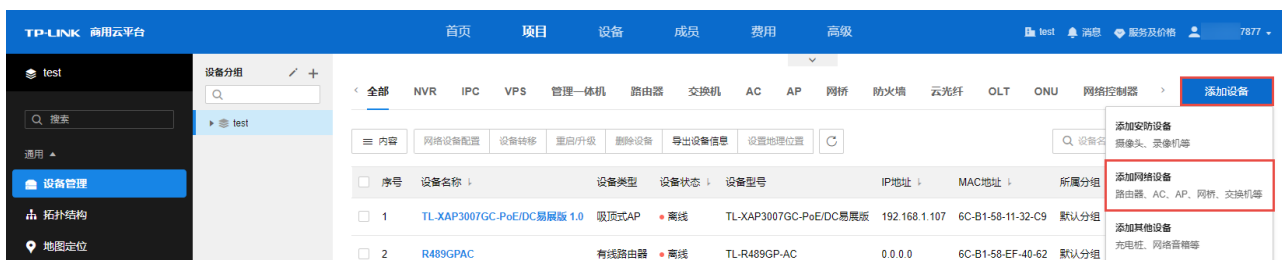 TP-LINK 商用云平台 首页 项目 设备 成员 费用 高级 test 消息 服务及价格 7877
test 设备分组
全部 NVR IPC VPS 管理一体机 路由器 交换机 AC AP 网桥 防火墙 云光纤 OLT ONU 网络控制器 添加设备
搜索 test
添加安防设备
摄像头、录像机等
内容 网络设备配置 设备转移 重启/升级 删除设备 导出设备信息 设置地理位置 设备名
通用
添加网络设备
路由器、AC、AP、网桥、交换机等
设备管理 序号 设备名称 设备类型 设备状态 设备型号 IP地址 MAC地址 所属分组
拓扑结构 1 TL-XAP3007GC-PoE/DC易展版 1.0 吸顶式AP 离线 TL-XAP3007GC-PoE/DC易展版 192.168.1.107 6C-B1-58-11-32-C9 默认分组
添加其他设备
充电桩、网络音箱等
地图定位 2 R489GPAC 有线路由器 离线 TL-R489GP-AC 0.0.0.0 6C-B1-58-EF-40-62 默认分组